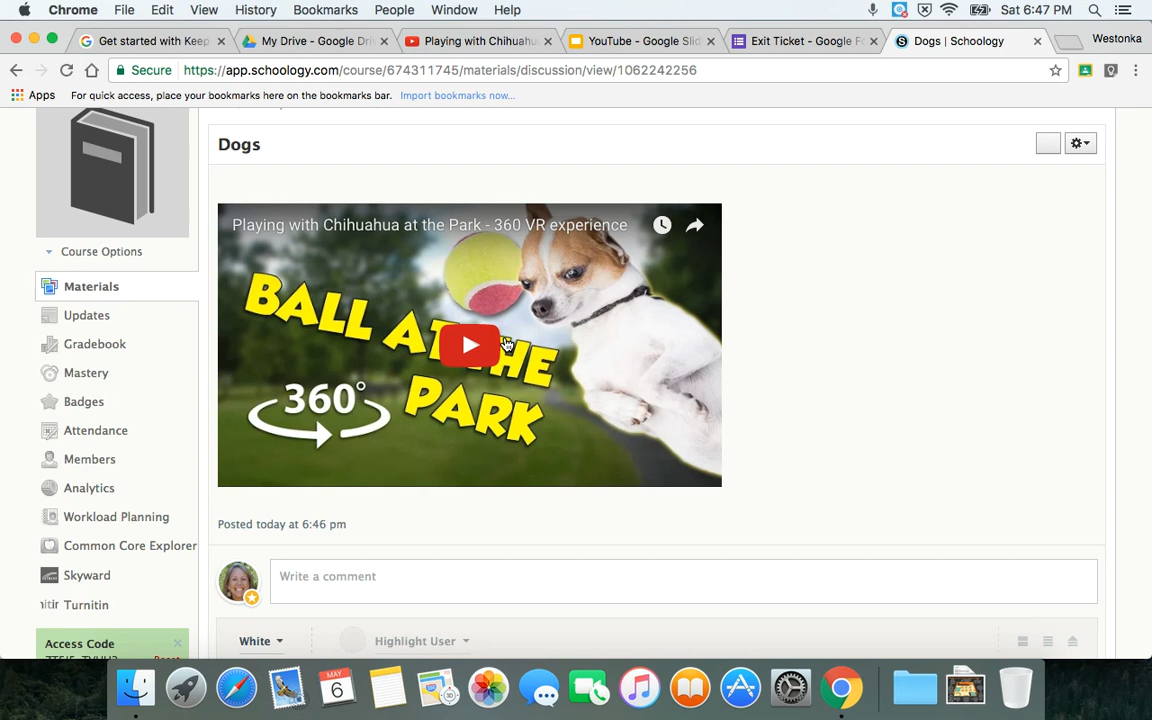 Chrome File Edit View History Bookmarks People Window Help Sat 6:47 PM
Get started with Keep My Drive - Google Dri Playing with Chihuahu YouTube - Google Slid Exit Ticket - Google Fo Dogs | Schoology Westonka
Secure https://app.schoology.com/course/674311745/materials/discussion/view/1062242256
Apps For quick access, place your bookmarks here on the bookmarks bar. Import bookmarks now...
Dogs
Playing with Chihuahua at the Park - 360 VR experience
BALL AT THE
PARK
360°
Course Options
Materials
Updates
Gradebook
Mastery
Badges
Attendance
Members
Analytics
Workload Planning
Common Core Explorer
Skyward
Turnitin
Access Code
Posted today at 6:46 pm
Write a comment
White Highlight User
MAY
6